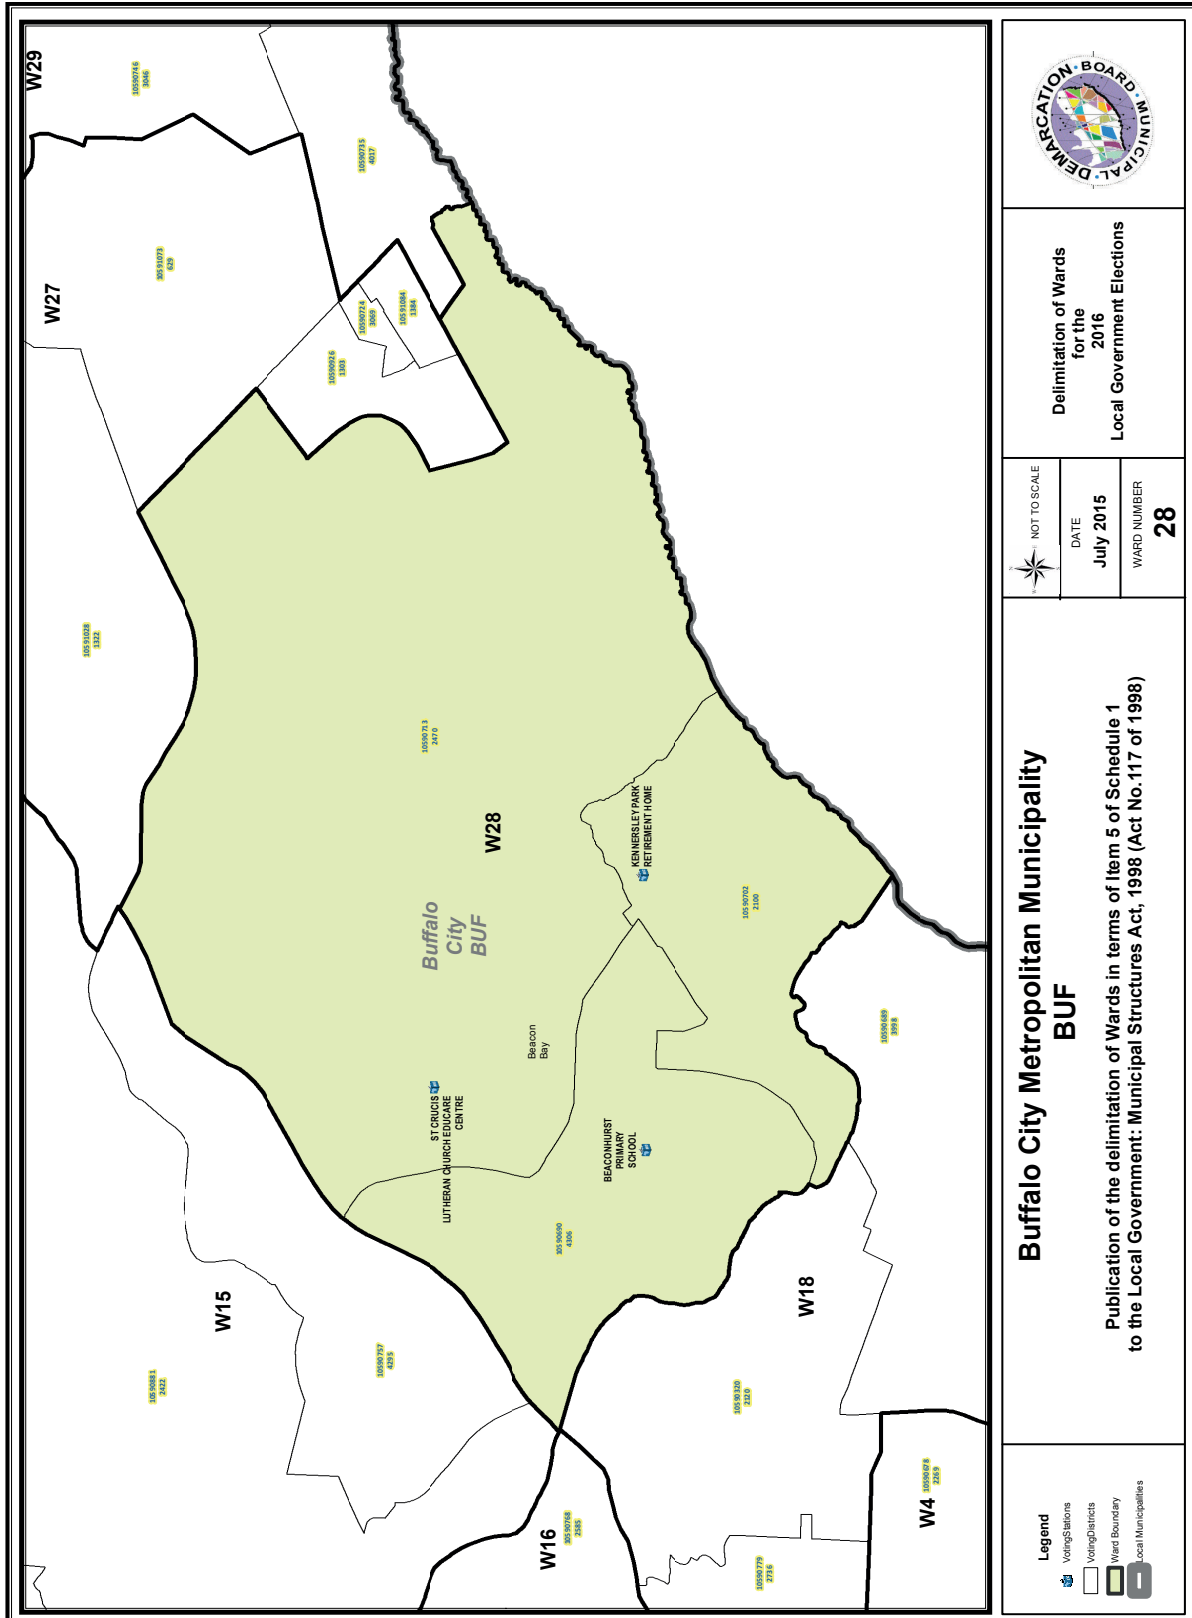 W29
10590746
3046
W27
10591073
629
10590735
4017
10590724
3069
10591084
1384
10590926
1303
10591028
1322
10590713
2470
W28
Buffalo
City
BUF
KENNERSLEY PARK
RETIREMENT HOME
10590702
2100
Beacon
Bay
ST CRUCIS
LUTHERAN CHURCH EDUCARE
CENTRE
BEACONHURST
PRIMARY
SCHOOL
10590689
3998
10590690
4306
W15
10590881
2422
10590757
4295
W18
10590320
2120
W16
10590768
2585
10590779
2736
W4
10590678
2269
Legend
VotingStations
VotingDistricts
Ward Boundary
Local Municipalities
Buffalo City Metropolitan Municipality
BUF
Publication of the delimitation of Wards in terms of Item 5 of Schedule 1
to the Local Government: Municipal Structures Act, 1998 (Act No.117 of 1998)
N
W
E
S
NOT TO SCALE
DATE
July 2015
WARD NUMBER
28
Delimitation of Wards
for the
2016
Local Government Elections
MUNICIPAL • DEMARCATION • BOARD •